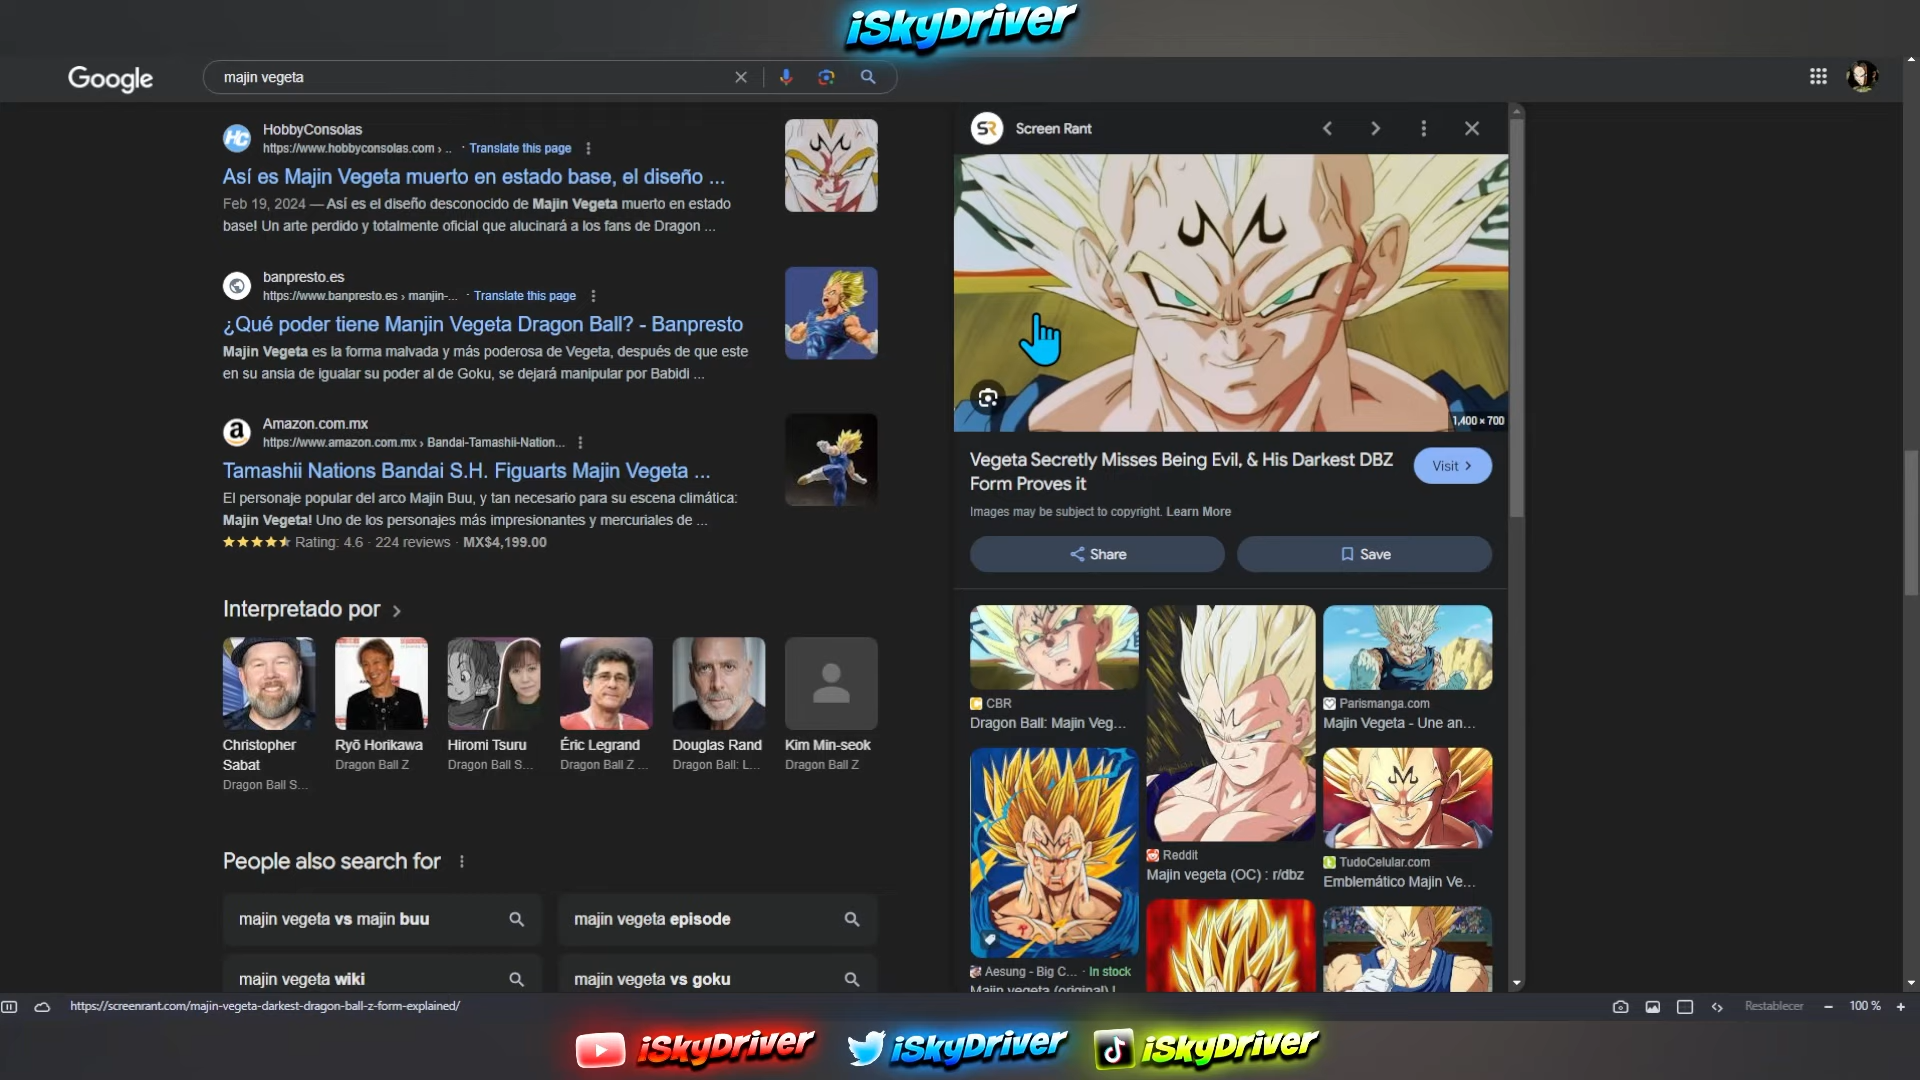 iSkyDriver
Google
majin vegeta
HobbyConsolas
https://www.hobbyconsolas.com › .. · Translate this page
Así es Majin Vegeta muerto en estado base, el diseño ...
Feb 19, 2024 — Así es el diseño desconocido de Majin Vegeta muerto en estado
base! Un arte perdido y totalmente oficial que alucinará a los fans de Dragon ...
banpresto.es
https://www.banpresto.es › manjin-... · Translate this page
¿Qué poder tiene Manjin Vegeta Dragon Ball? - Banpresto
Majin Vegeta es la forma malvada y más poderosa de Vegeta, después de que este
en su ansia de igualar su poder al de Goku, se dejará manipular por Babidi ...
Amazon.com.mx
https://www.amazon.com.mx › Bandai-Tamashii-Nation...
Tamashii Nations Bandai S.H. Figuarts Majin Vegeta ...
El personaje popular del arco Majin Buu, y tan necesario para su escena climática:
Majin Vegeta! Uno de los personajes más impresionantes y mercuriales de ...
Rating: 4.6 · 224 reviews · MX$4,199.00
Interpretado por
Christopher
Sabat
Dragon Ball S...
Ryō Horikawa
Dragon Ball Z
Hiromi Tsuru
Dragon Ball S...
Éric Legrand
Dragon Ball Z ...
Douglas Rand
Dragon Ball: L...
Kim Min-seok
Dragon Ball Z
People also search for
majin vegeta vs majin buu
majin vegeta episode
majin vegeta wiki
majin vegeta vs goku
SR Screen Rant
1,400 × 700
Vegeta Secretly Misses Being Evil, & His Darkest DBZ
Form Proves it
Visit
Images may be subject to copyright. Learn More
Share
Save
CBR
Dragon Ball: Majin Veg...
Reddit
Majin vegeta (OC) : r/dbz
Parismanga.com
Majin Vegeta - Une an...
TudoCelular.com
Emblemático Majin Ve...
Aesung - Big C... · In stock
Majin vegeta (original) |
https://screenrant.com/majin-vegeta-darkest-dragon-ball-z-form-explained/
Restablecer
100 %
iSkyDriver
iSkyDriver
iSkyDriver